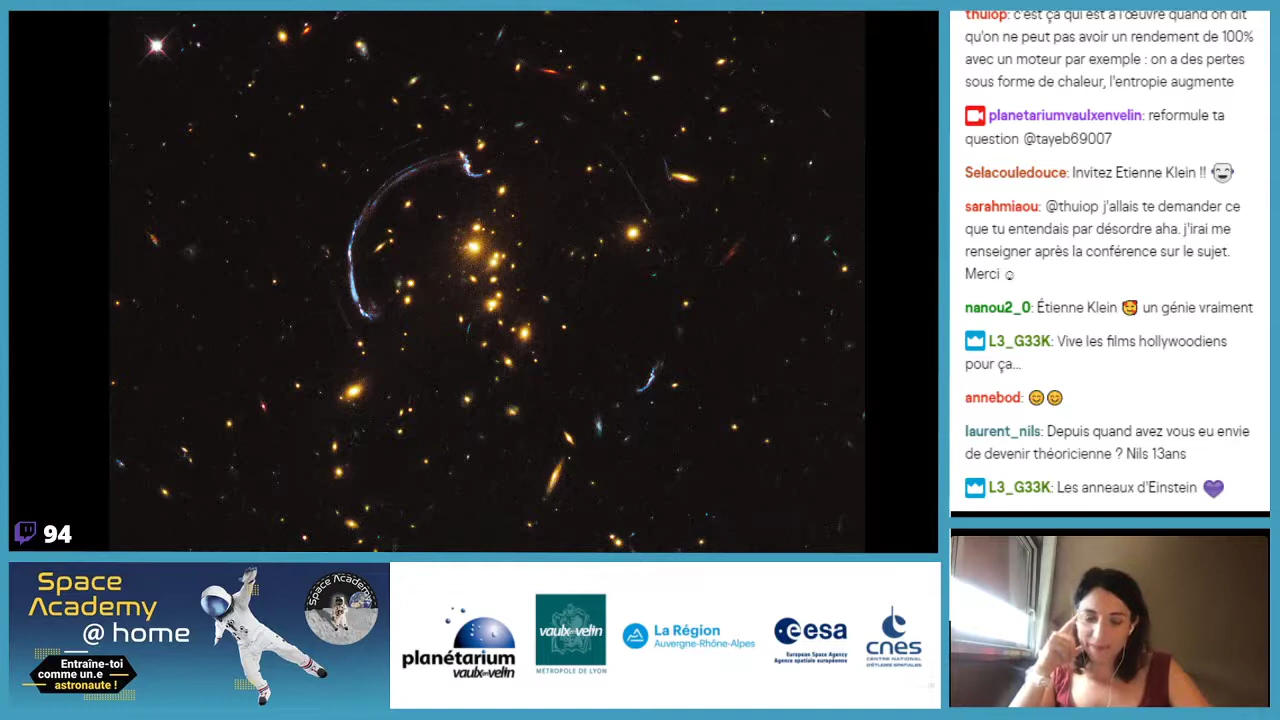 thuiop: c'est ça qui est à l'œuvre quand on dit
qu'on ne peut pas avoir un rendement de 100%
avec un moteur par exemple : on a des pertes
sous forme de chaleur, l'entropie augmente
planetariumvaulxenvelin: reformule ta
question @tayeb69007
Selacouledouce: Invitez Etienne Klein !!
sarahmiaou: @thuiop j'allais te demander ce
que tu entendais par désordre aha. j'irai me
renseigner après la conférence sur le sujet.
Merci ☺
nanou2_0: Étienne Klein 🥰 un génie vraiment
L3_G33K: Vive les films hollywoodiens
pour ça...
annebod: 😊😊
laurent_nils: Depuis quand avez vous eu envie
de devenir théoricienne ? Nils 13ans
L3_G33K: Les anneaux d'Einstein 💜
94
Space
Academy
@ home
Entraîne-toi
comme un.e
astronaute !
Space Academy
planétarium
vaulx en velin
vaulx en velin
MÉTROPOLE DE LYON
La Région
Auvergne-Rhône-Alpes
esa
European Space Agency
Agence spatiale européenne
cnes
CENTRE NATIONAL
D'ÉTUDES SPATIALES